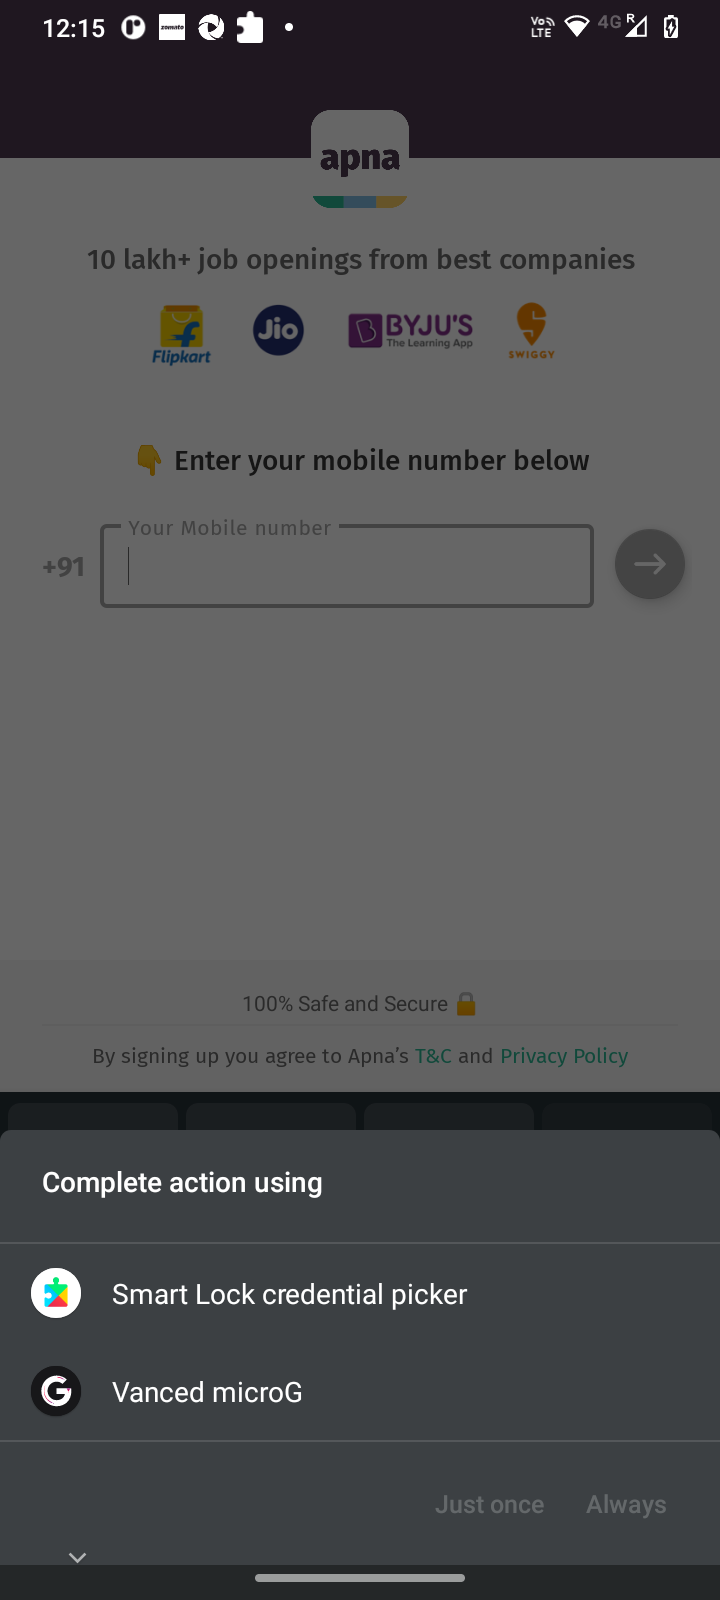 12:15
zomato
Vo)) LTE
4G
R
apna
10 lakh+ job openings from best companies
Flipkart
Jio
BYJU'S
The Learning App
SWIGGY
👇 Enter your mobile number below
Your Mobile number
+91
100% Safe and Secure 🔒
By signing up you agree to Apna's T&C and Privacy Policy
Complete action using
Smart Lock credential picker
Vanced microG
Just once
Always